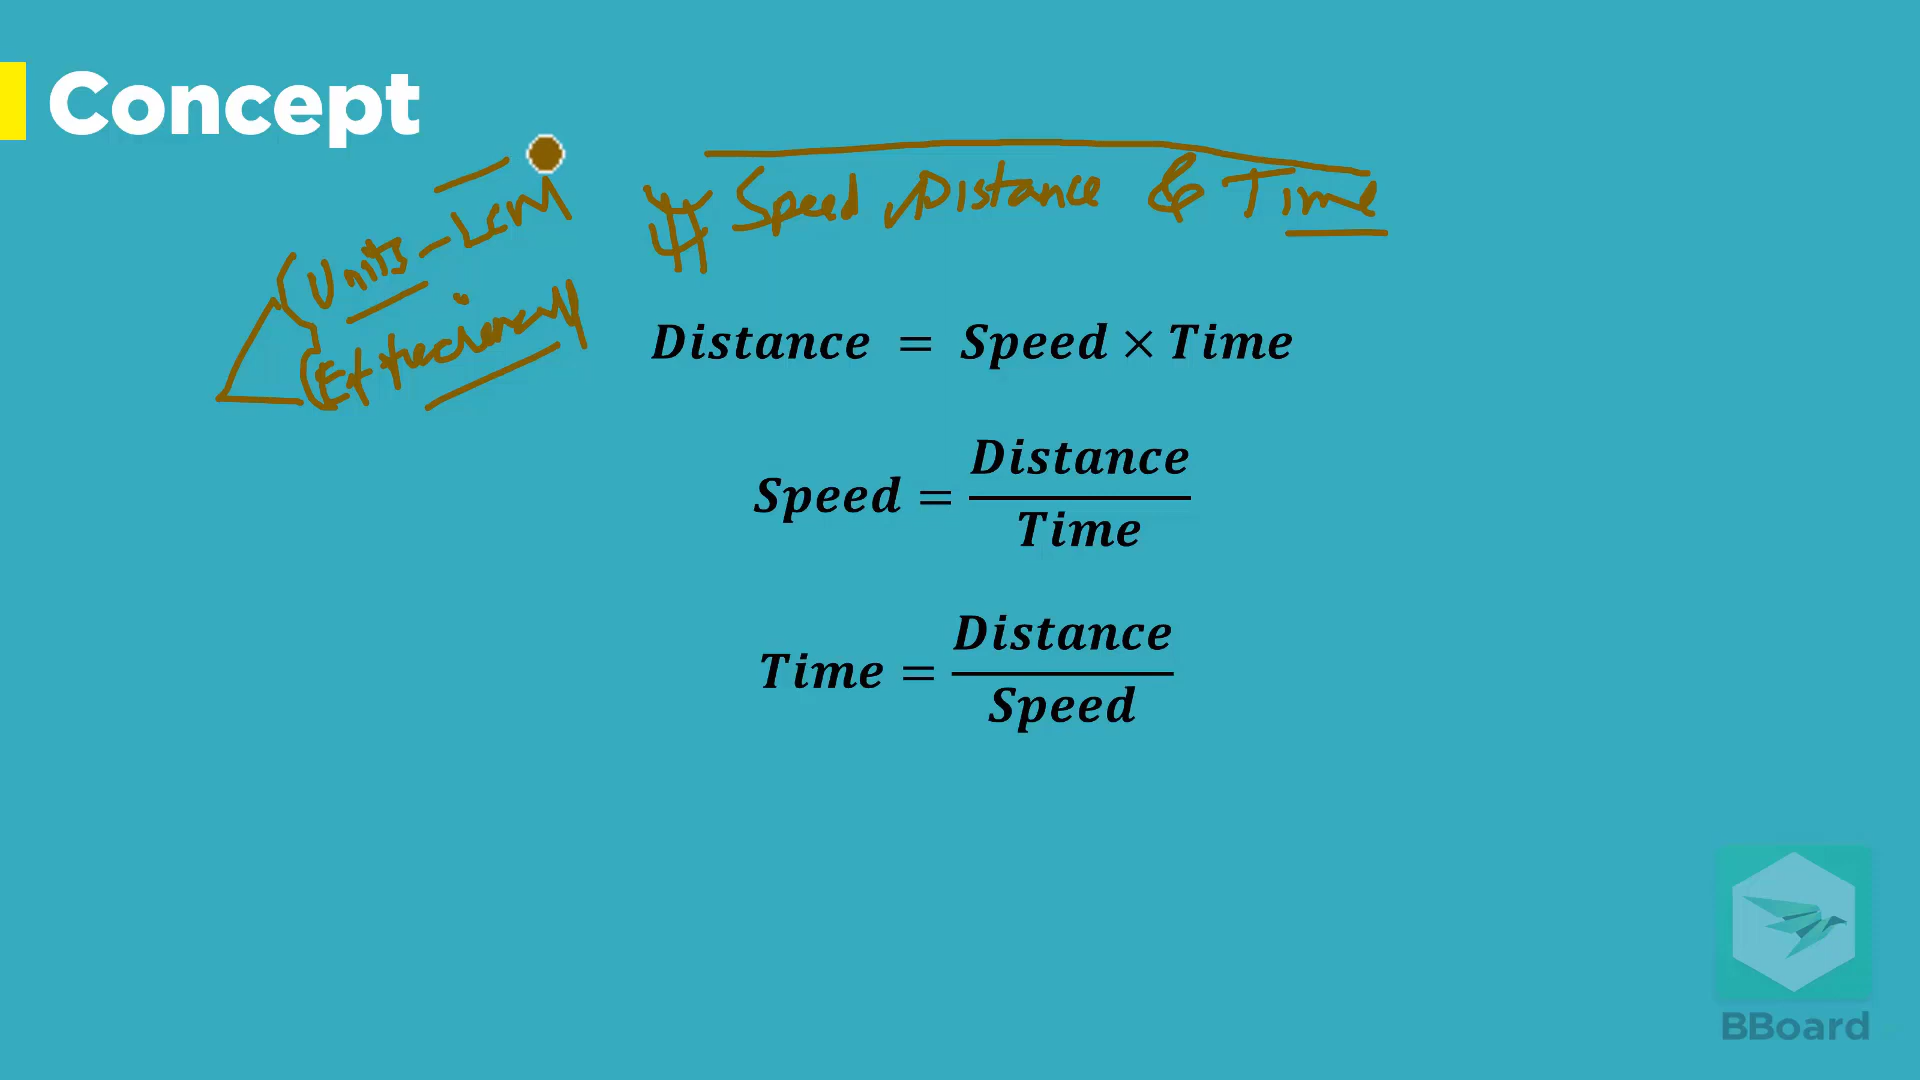 Concept
Speed, Distance & Time
Units - LCM
Efficiency
Distance = Speed × Time
Speed = Distance / Time
Time = Distance / Speed
BBoard